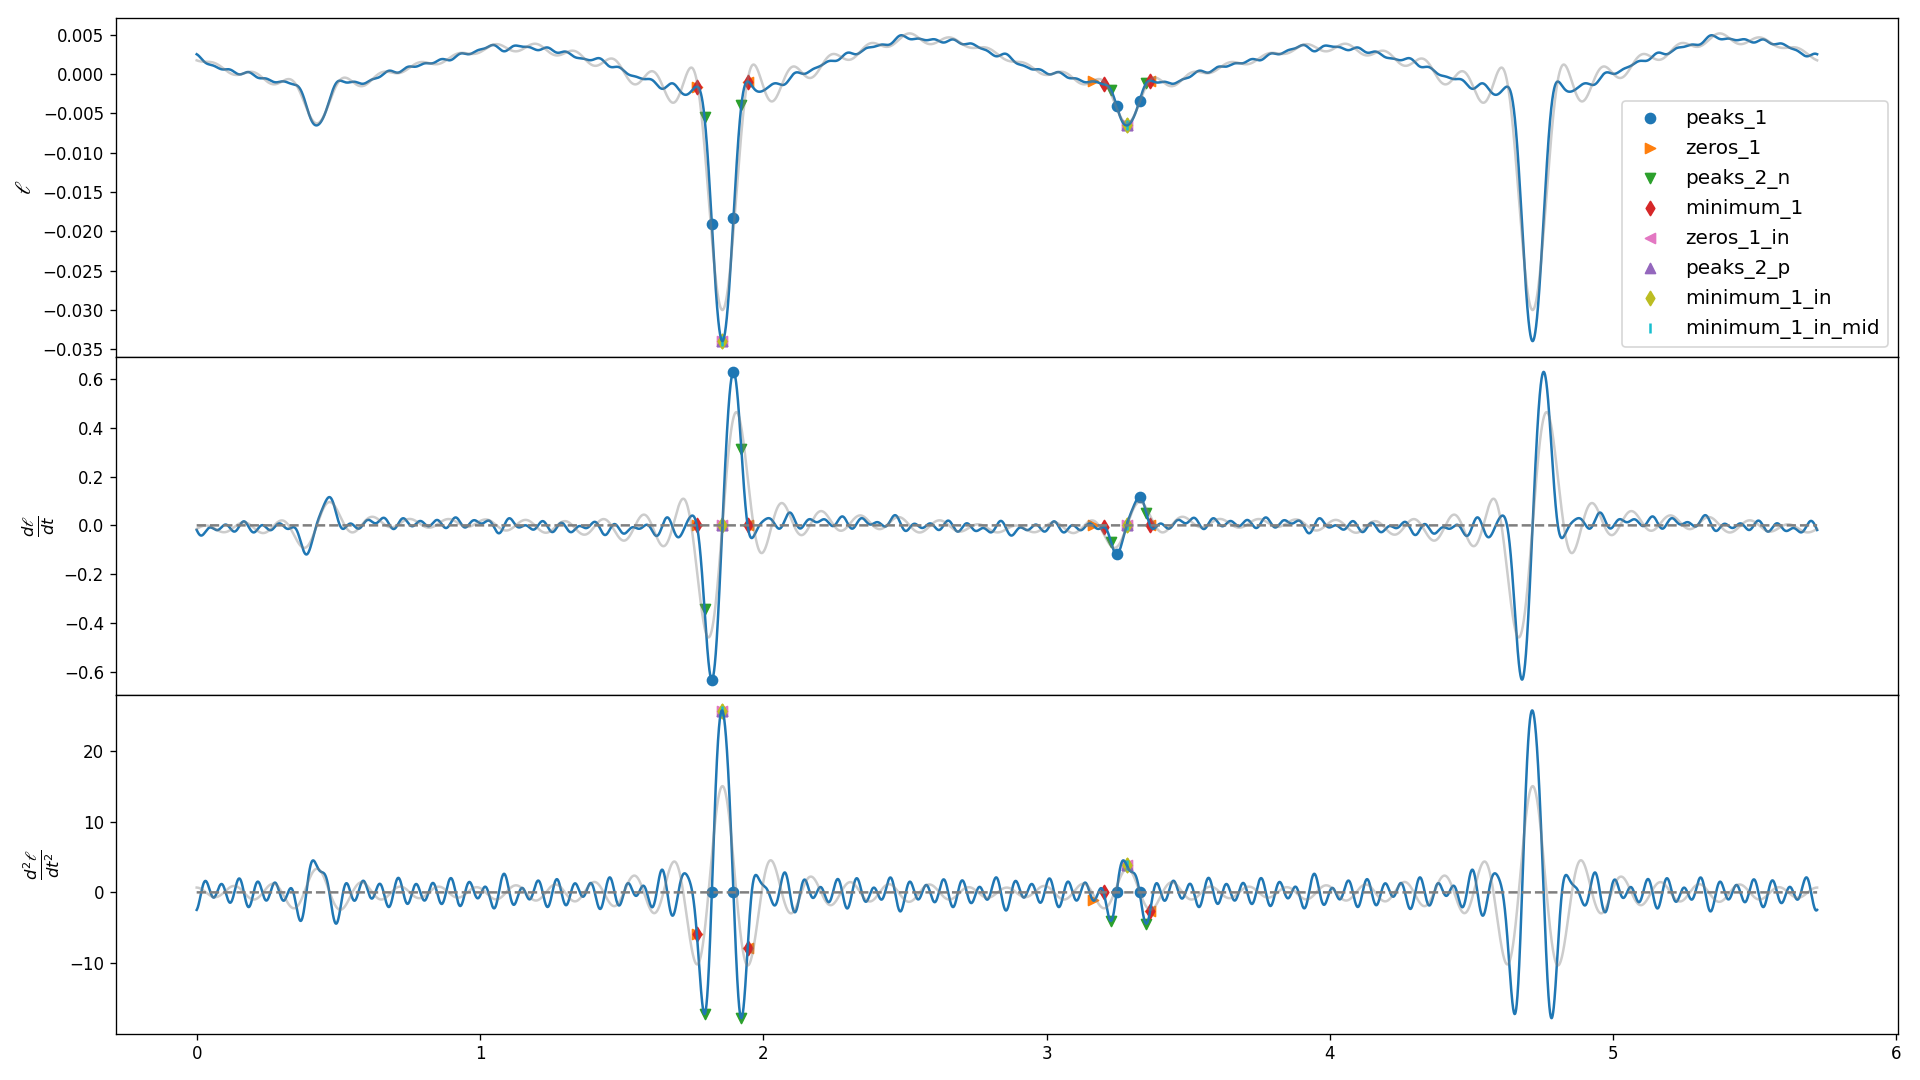 0.005
0.000
−0.005
−0.010
−0.015
−0.020
−0.025
−0.030
−0.035
ℓ
peaks_1
zeros_1
peaks_2_n
minimum_1
zeros_1_in
peaks_2_p
minimum_1_in
minimum_1_in_mid
0.6
0.4
0.2
0.0
−0.2
−0.4
−0.6
dℓ
dt
20
10
0
−10
d²ℓ
dt²
0 1 2 3 4 5 6